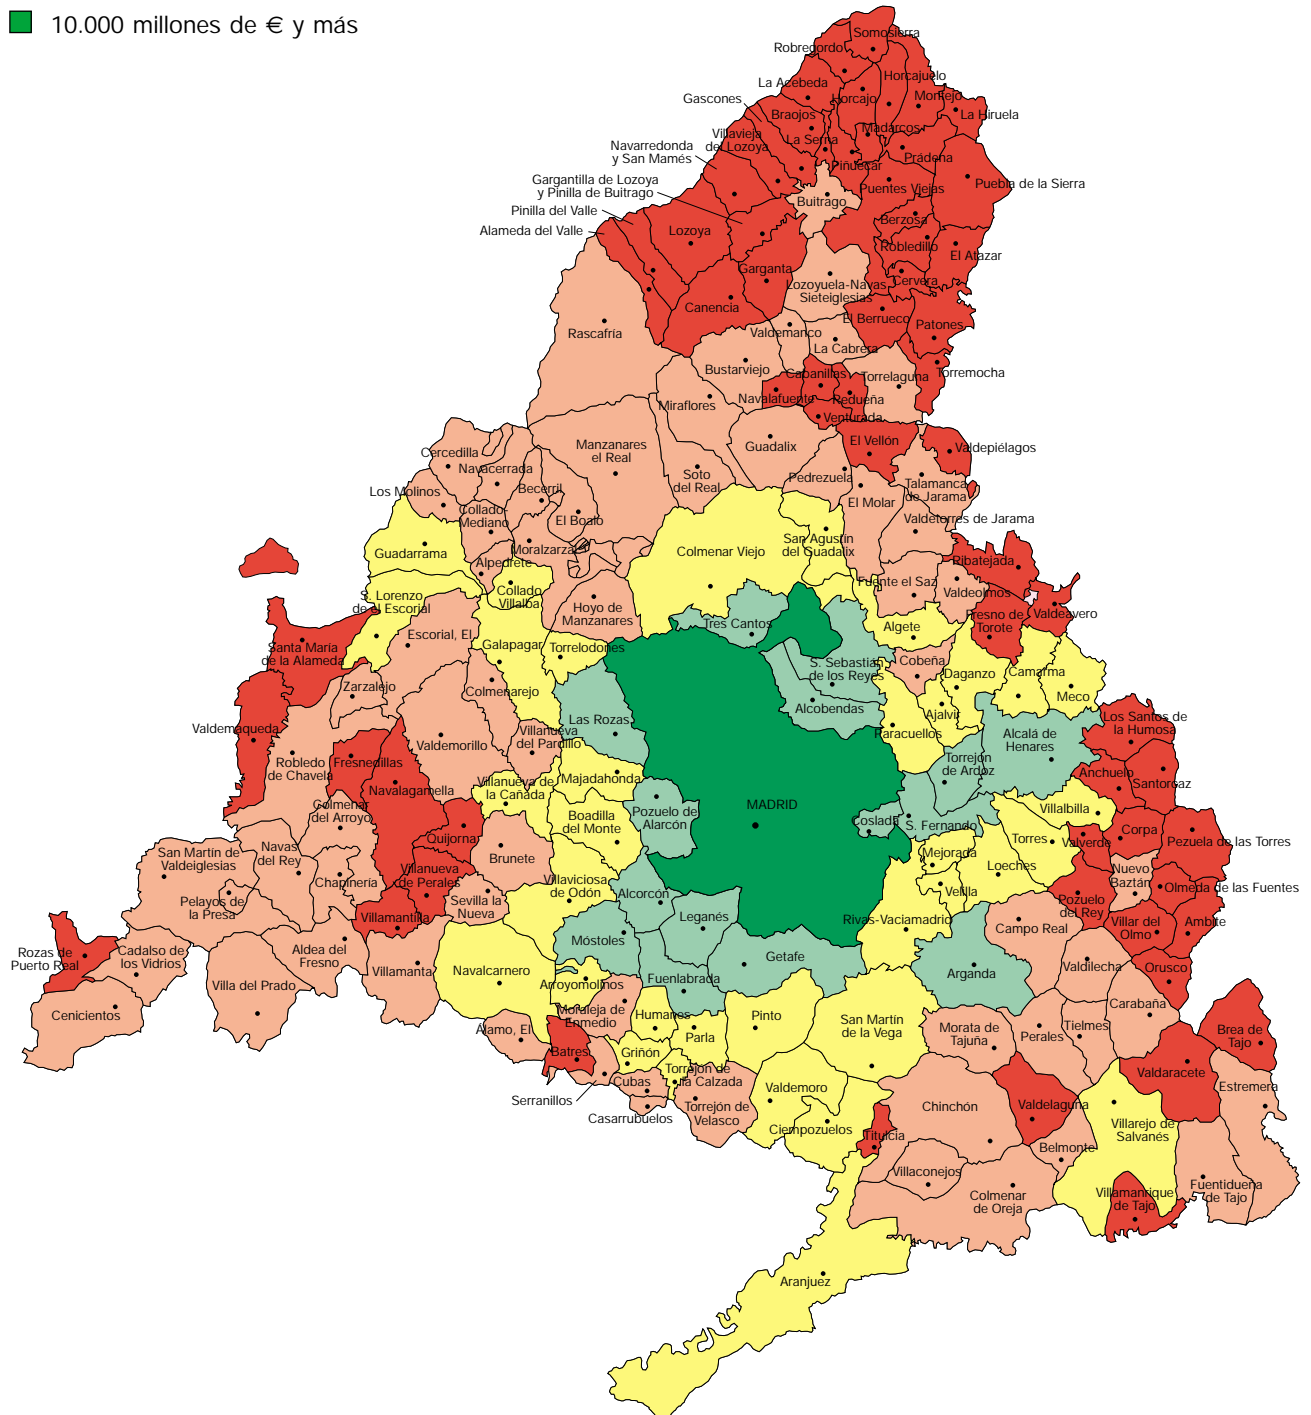 10.000 millones de € y más
Somosierra
Robregordo
La Acebeda
Horcajuelo
Gascones
Horcajo
Montejo
Braojos
La Hiruela
Villavieja
del Lozoya
La Serna
Madarcos
Navarredonda
y San Mamés
Piñuecar
Prádena
Gargantilla de Lozoya
y Pinilla de Buitrago
Puentes Viejas
Puebla de la Sierra
Buitrago
Pinilla del Valle
Alameda del Valle
Lozoya
Berzosa
Robledillo
El Atazar
Garganta
Cervera
Lozoyuela-Navas
Sieteiglesias
Canencia
El Berrueco
Patones
Rascafría
Valdemanco
La Cabrera
Bustarviejo
Cabanillas
Torrelaguna
Torremocha
Miraflores
Navalafuente
Redueña
Venturada
Manzanares
el Real
Guadalix
El Vellón
Valdepiélagos
Cercedilla
Navacerrada
Soto
del Real
Pedrezuela
Talamanca
de Jarama
Los Molinos
Becerril
El Molar
Collado-
Mediano
El Boalo
Valdetorres de Jarama
Guadarrama
Moralzarzal
Colmenar Viejo
San Agustín
del Guadalix
Alpedrete
Ribatejada
Fuente el Saz
S. Lorenzo
de el Escorial
Collado
Villalba
Hoyo de
Manzanares
Valdeolmos
Fresno de
Torote
Valdeavero
Tres Cantos
Algete
Escorial, El
Santa María
de la Alameda
Galapagar
Torrelodones
S. Sebastián
de los Reyes
Cobeña
Daganzo
Camarma
Meco
Zarzalejo
Colmenarejo
Alcobendas
Ajalvir
Valdemaqueda
Las Rozas
Paracuellos
Los Santos de
la Humosa
Valdemorillo
Villanueva
del Pardillo
Alcalá de
Henares
Robledo
de Chavela
Fresnedillas
Torrejón
de Ardoz
Navalagamella
Villanueva de
la Cañada
Majadahonda
Anchuelo
Santorcaz
Colmenar
del Arroyo
Boadilla
del Monte
Pozuelo de
Alarcón
MADRID
Coslada
S. Fernando
Villalbilla
Quijorna
Torres
Valverde
Corpa
Pezuela de las Torres
San Martín de
Valdeiglesias
Navas
del Rey
Brunete
Mejorada
Loeches
Nuevo
Baztán
Chapinería
Villanueva
de Perales
Villaviciosa
de Odón
Alcorcón
Velilla
Olmeda de las Fuentes
Pelayos de
la Presa
Sevilla la
Nueva
Pozuelo
del Rey
Villamantilla
Leganés
Rivas-Vaciamadrid
Campo Real
Villar del
Olmo
Ambite
Rozas de
Puerto Real
Cadalso de
los Vidrios
Aldea del
Fresno
Móstoles
Getafe
Villa del Prado
Villamanta
Navalcarnero
Arroyomolinos
Fuenlabrada
Arganda
Valdilecha
Orusco
Cenicientos
Moraleja de
Enmedio
Humanes
Pinto
San Martín
de la Vega
Carabaña
Álamo, El
Parla
Morata de
Tajuña
Perales
Tielmes
Brea de
Tajo
Batres
Griñón
Torrejón de
la Calzada
Valdaracete
Serranillos
Cubas
Valdemoro
Estremera
Casarrubuelos
Torrejón de
Velasco
Chinchón
Valdelaguna
Ciempozuelos
Titulcia
Villarejo de
Salvanés
Belmonte
Villaconejos
Colmenar
de Oreja
Villamanrique
de Tajo
Fuentidueña
de Tajo
Aranjuez